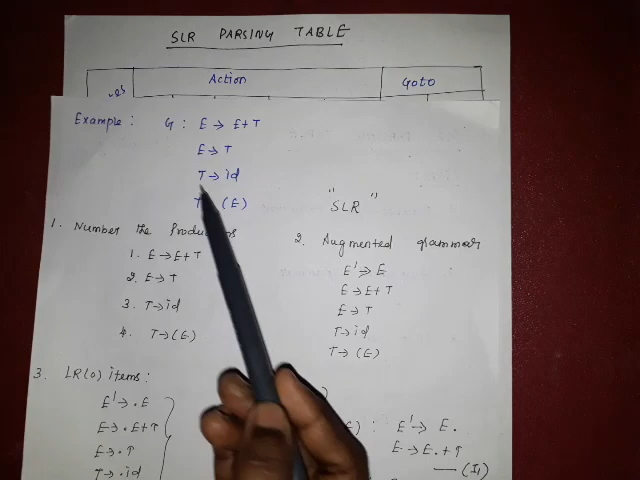 SLR PARSING TABLE
Action Goto
Example: G: E → E+T
E → T
T → id
T (E)
"SLR"
1. Number the Productions
1. E → E+T
2. E → T
3. T → id
4. T → (E)
2. Augmented grammar
E' → E
E → E+T
E → T
T → id
T → (E)
3. LR(0) items:
E' → .E
E → .E+T
E → .T
T → .id
E) : E' → E.
E → E.+T
— (I1)